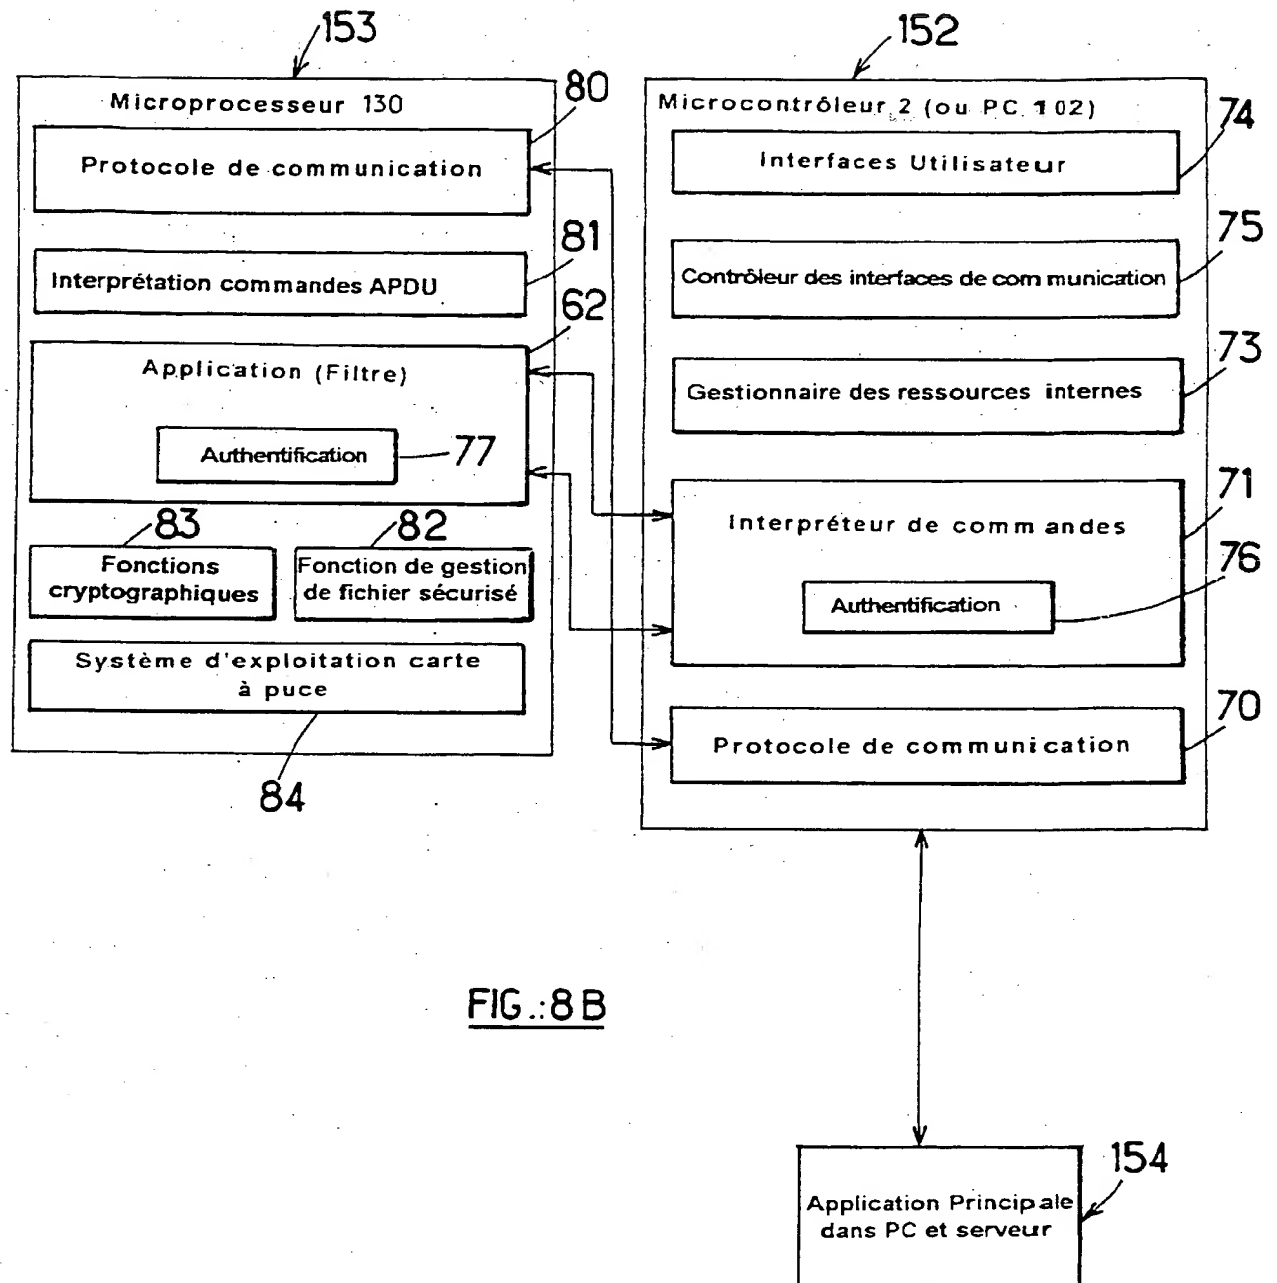 153
Microprocesseur 130
80
Protocole de communication
81
Interprétation commandes APDU
62
Application (Filtre)
Authentification
77
83
Fonctions
cryptographiques
82
Fonction de gestion
de fichier sécurisé
Système d'exploitation carte
à puce
84
152
Microcontrôleur 2 (ou PC 102)
74
Interfaces Utilisateur
75
Contrôleur des interfaces de communication
73
Gestionnaire des ressources internes
71
Interpréteur de commandes
76
Authentification
70
Protocole de communication
FIG.:8B
154
Application Principale
dans PC et serveur